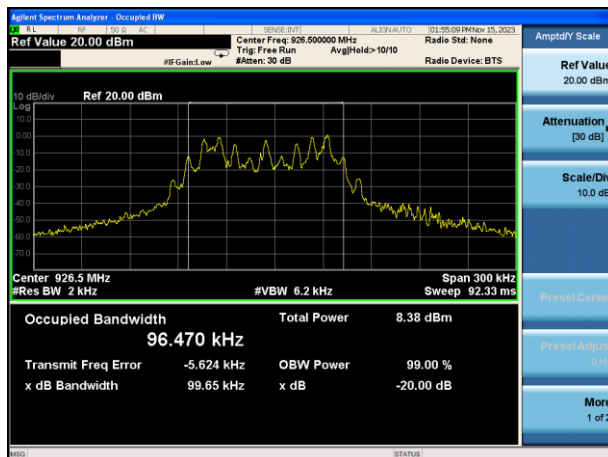 Agilent Spectrum Analyzer - Occupied BW
RL RF 50 Ω AC SENSE:INT ALIGN AUTO 01:55:09 PM Nov 15, 2023
Ref Value 20.00 dBm
Center Freq: 926.500000 MHz
Radio Std: None
Trig: Free Run Avg|Hold:> 10/10
#IFGain:Low
#Atten: 30 dB
Radio Device: BTS
10 dB/div Ref 20.00 dBm
Log
10.0
0.00
-10.0
-20.0
-30.0
-40.0
-50.0
-60.0
-70.0
Center 926.5 MHz
Span 300 kHz
#Res BW 2 kHz
#VBW 6.2 kHz
Sweep 92.33 ms
Occupied Bandwidth
Total Power 8.38 dBm
96.470 kHz
Transmit Freq Error -5.624 kHz
OBW Power 99.00 %
x dB Bandwidth 99.65 kHz
x dB -20.00 dB
MSG
STATUS
Amptd/Y Scale
Ref Value
20.00 dBm
Attenuation
[30 dB]
Scale/Div
10.0 dB
Presel Center
Presel Adjus
0 Hz
More
1 of 2